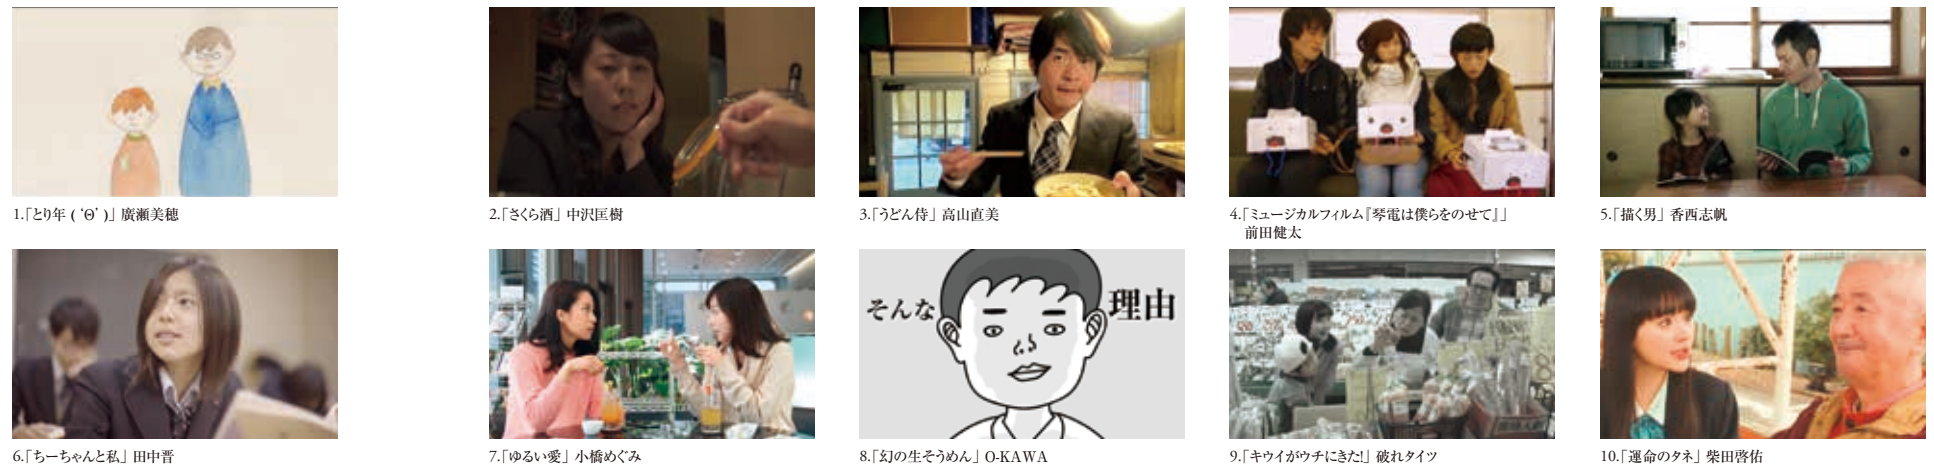 1.「とり年 ( ‘Θ’ )」 廣瀬美穂
2.「さくら酒」 中沢匡樹
3.「うどん侍」 高山直美
4.「ミュージカルフィルム『琴電は僕らをのせて』」
前田健太
5.「描く男」 香西志帆
そんな
理由
6.「ちーちゃんと私」 田中晋
7.「ゆるい愛」 小橋めぐみ
8.「幻の生そうめん」 O-KAWA
9.「キウイがウチにきた!」 破れタイツ
10.「運命のタネ」 柴田啓佑